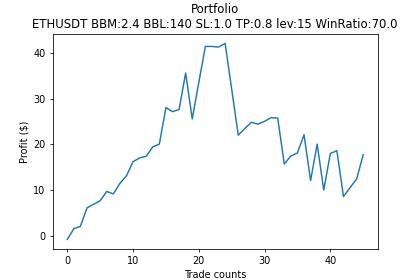 Portfolio
ETHUSDT BBM:2.4 BBL:140 SL:1.0 TP:0.8 lev:15 WinRatio:70.0
40
30
20
10
0
Profit ($)
0 10 20 30 40
Trade counts